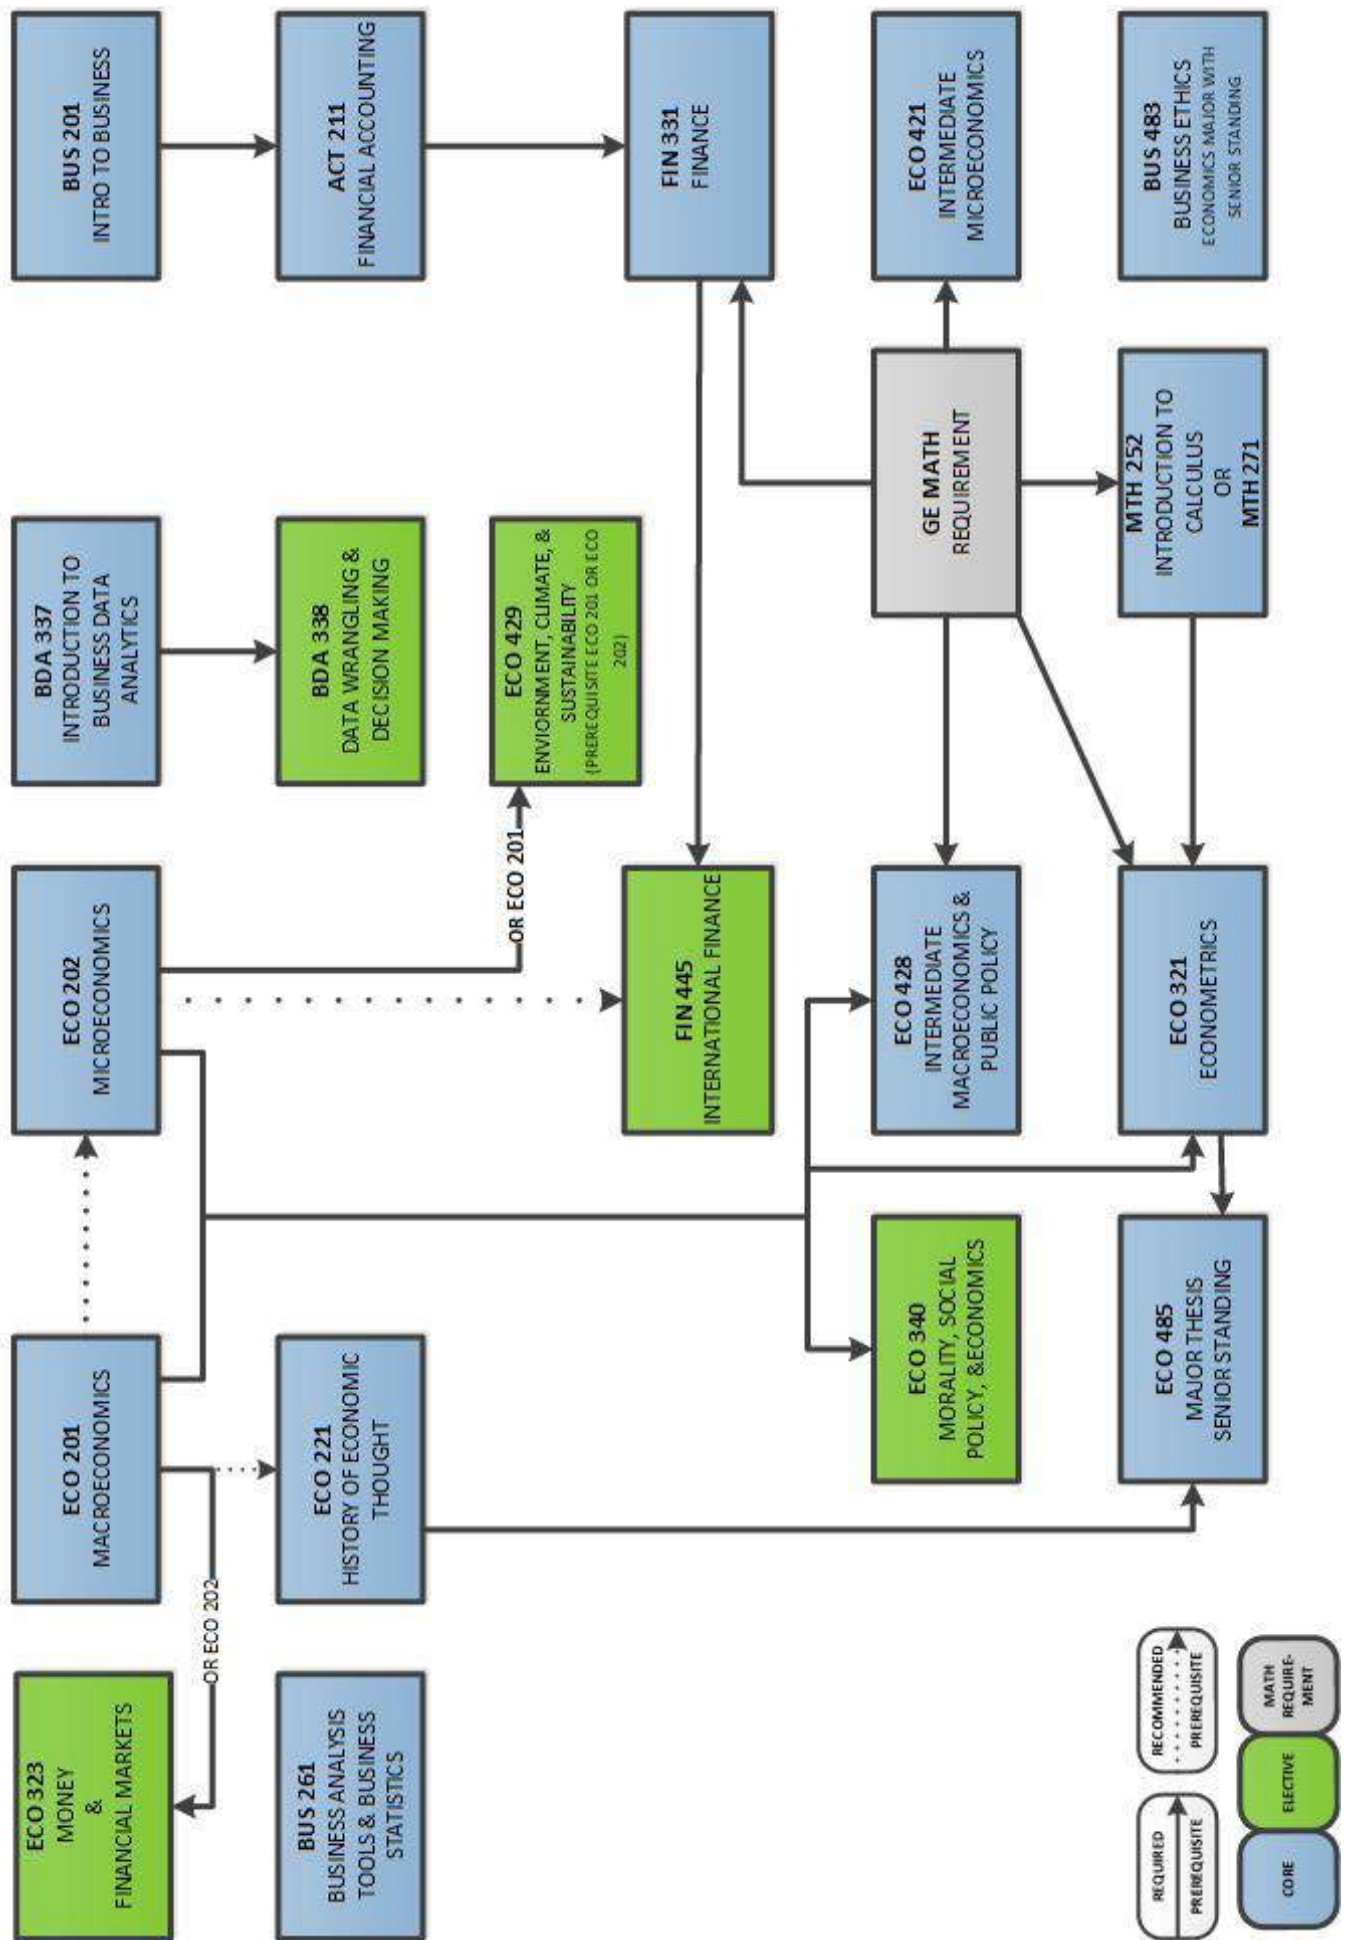 ECO 323
MONEY
&
FINANCIAL MARKETS
ECO 201
MACROECONOMICS
ECO 202
MICROECONOMICS
BDA 337
INTRODUCTION TO
BUSINESS DATA
ANALYTICS
BUS 201
INTRO TO BUSINESS
OR ECO 202
BUS 261
BUSINESS ANALYSIS
TOOLS & BUSINESS
STATISTICS
ECO 221
HISTORY OF ECONOMIC
THOUGHT
BDA 338
DATA WRANGLING &
DECISION MAKING
ACT 211
FINANCIAL ACCOUNTING
OR ECO 201
ECO 429
ENVIORNMENT, CLIMATE, &
SUSTAINABILITY
(PREREQUISITE ECO 201 OR ECO
202)
FIN 445
INTERNATIONAL FINANCE
FIN 331
FINANCE
ECO 340
MORALITY, SOCIAL
POLICY, &ECONOMICS
ECO 428
INTERMEDIATE
MACROECONOMICS &
PUBLIC POLICY
GE MATH
REQUIREMENT
ECO 421
INTERMEDIATE
MICROECONOMICS
ECO 485
MAJOR THESIS
SENIOR STANDING
ECO 321
ECONOMETRICS
MTH 252
INTRODUCTION TO
CALCULUS
OR
MTH 271
BUS 483
BUSINESS ETHICS
ECONOMICS MAJOR WITH
SENIOR STANDING
REQUIRED
PREREQUISITE
RECOMMENDED
PREREQUISITE
CORE
ELECTIVE
MATH
REQUIRE-
MENT